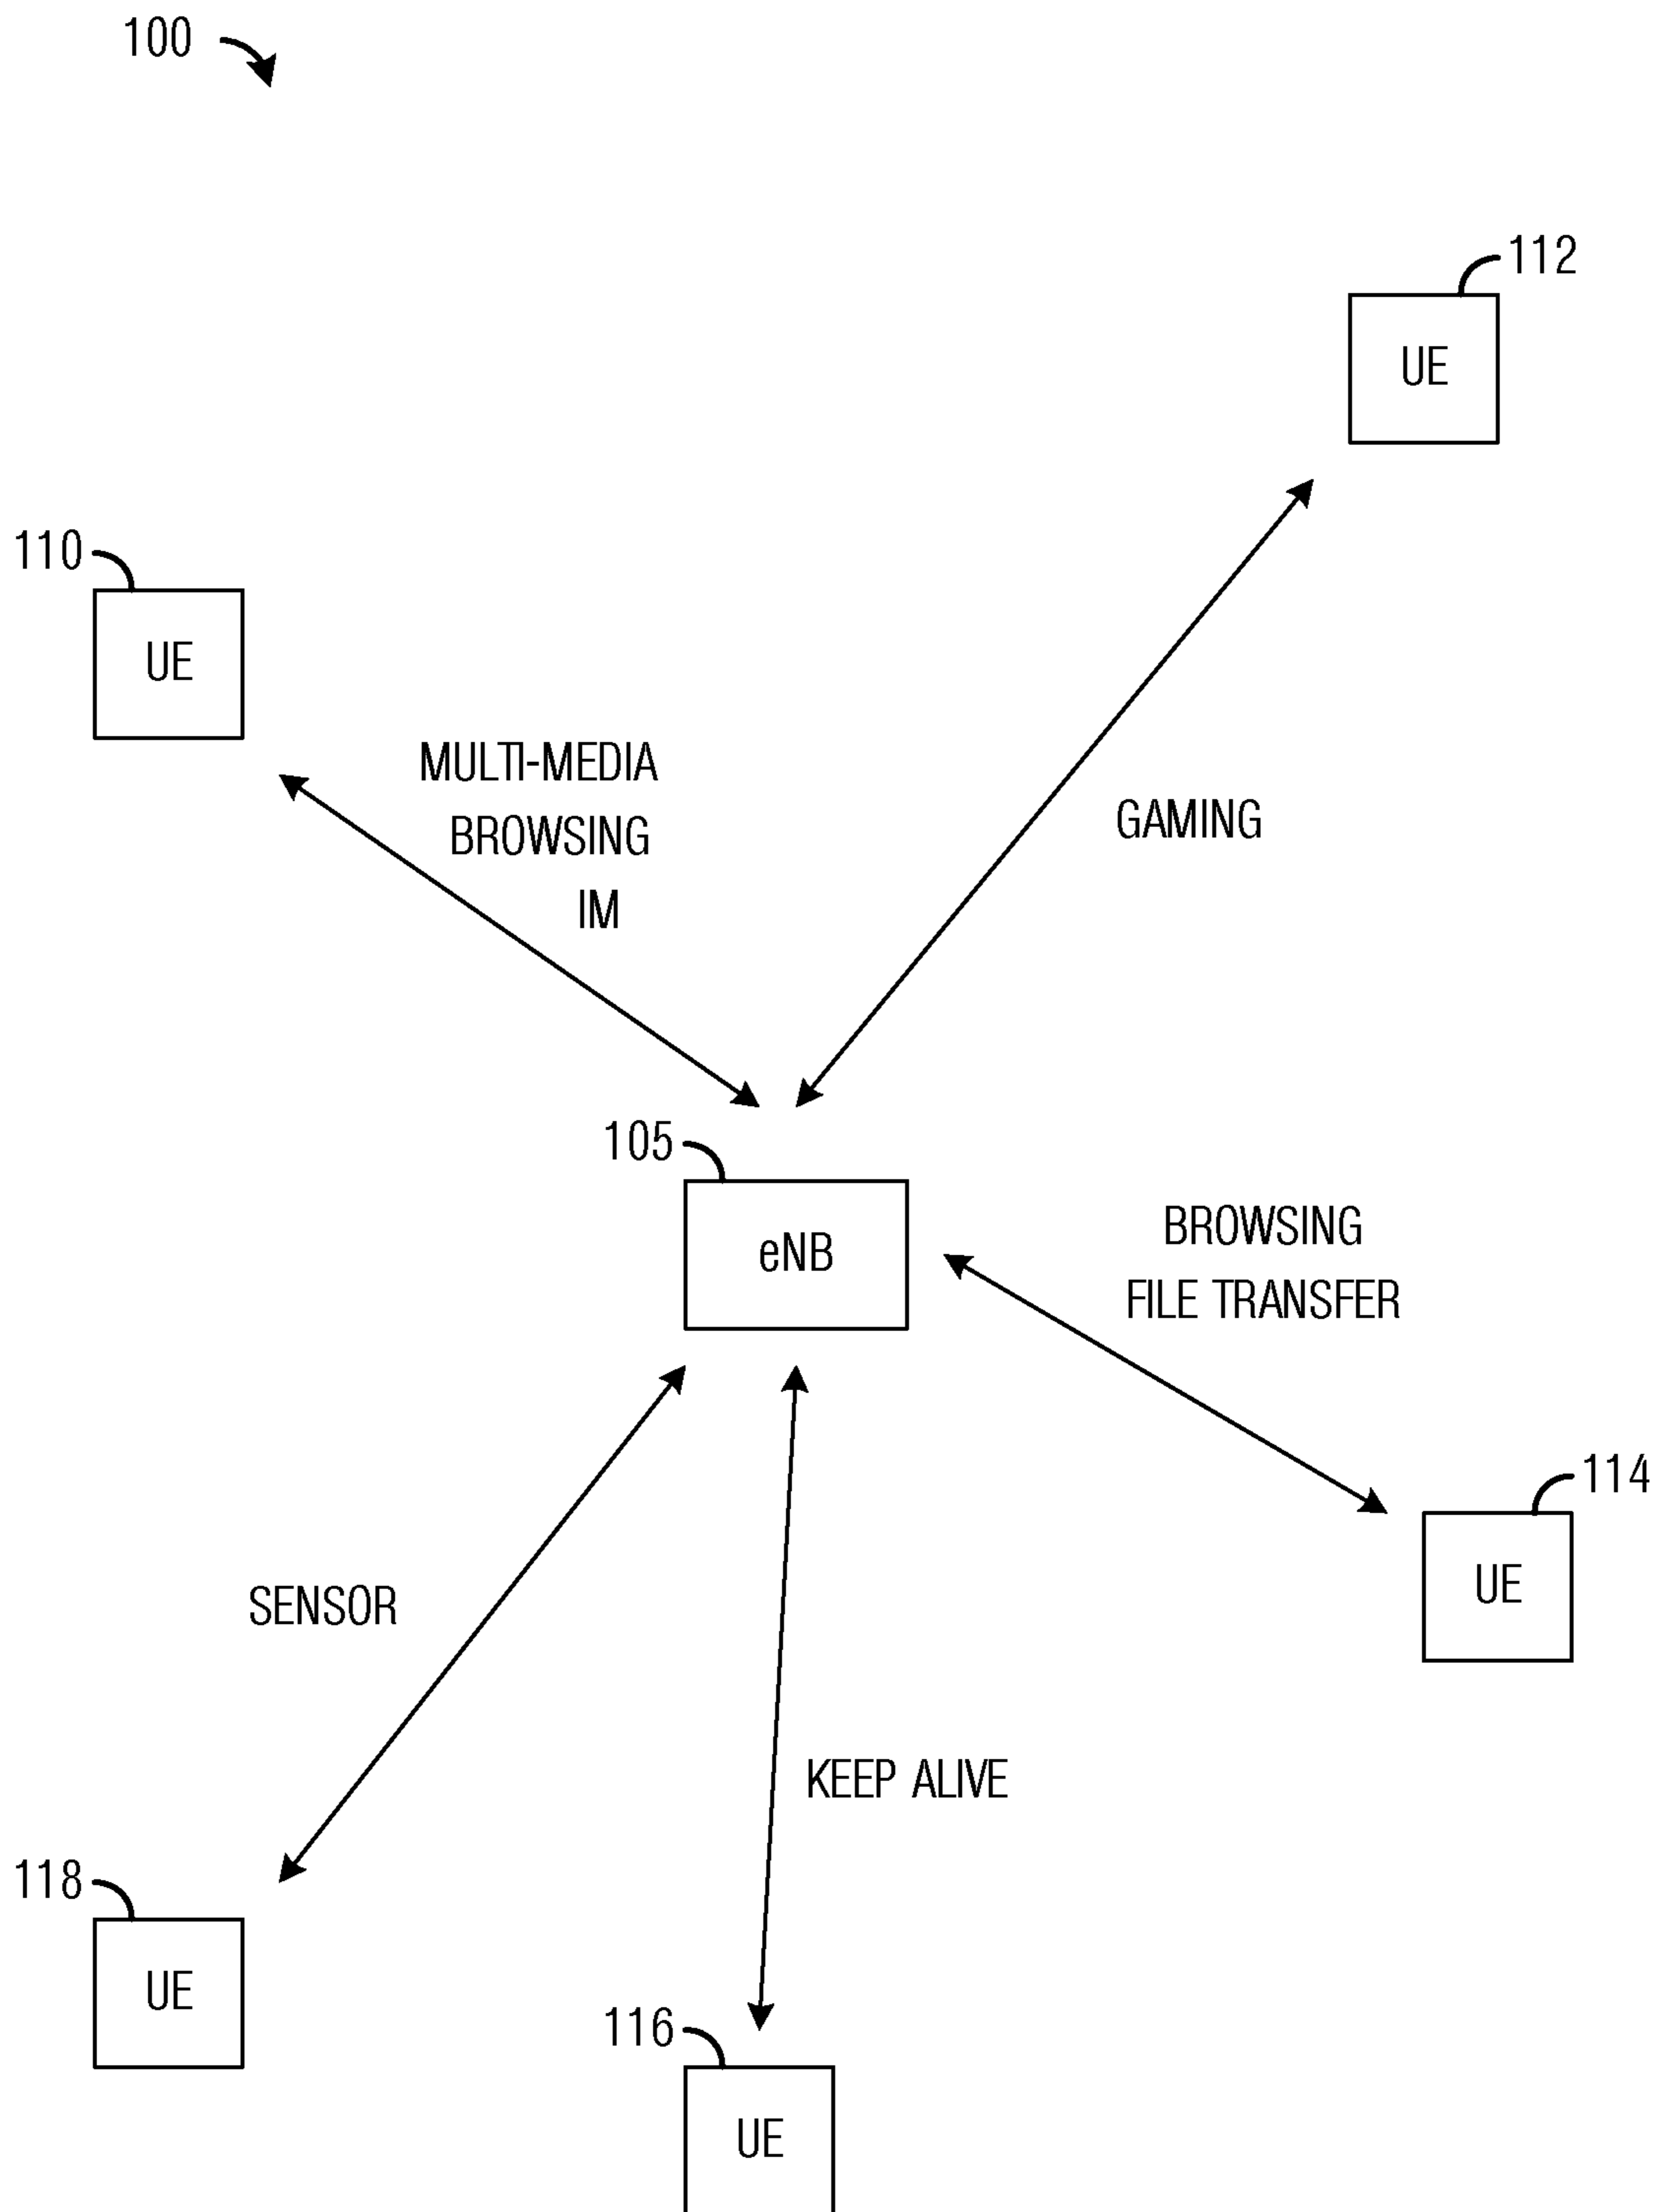 100
112
UE
110
UE
MULTI-MEDIA
BROWSING
IM
GAMING
105
eNB
BROWSING
FILE TRANSFER
114
UE
SENSOR
KEEP ALIVE
118
UE
116
UE